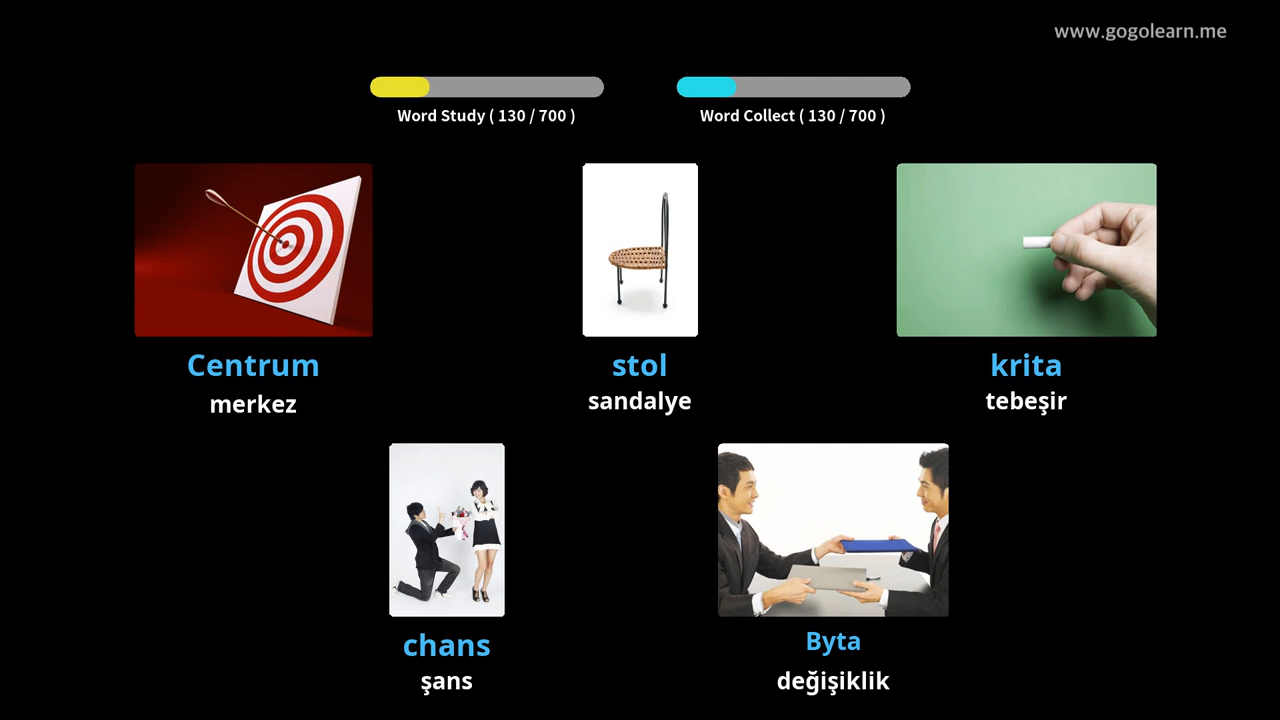 www.gogolearn.me
Word Study ( 130 / 700 )
Word Collect ( 130 / 700 )
Centrum
merkez
stol
sandalye
krita
tebeşir
chans
şans
Byta
değişiklik